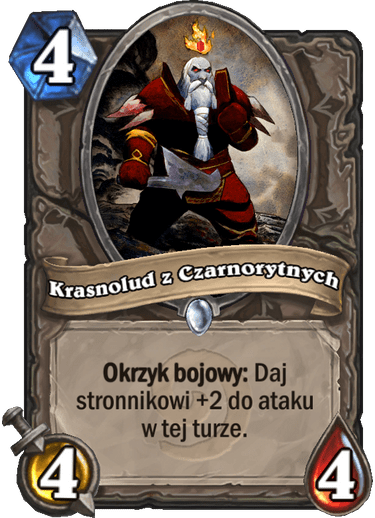 4
Krasnolud z Czarnorytnych
Okrzyk bojowy: Daj
stronnikowi +2 do ataku
w tej turze.
4
4